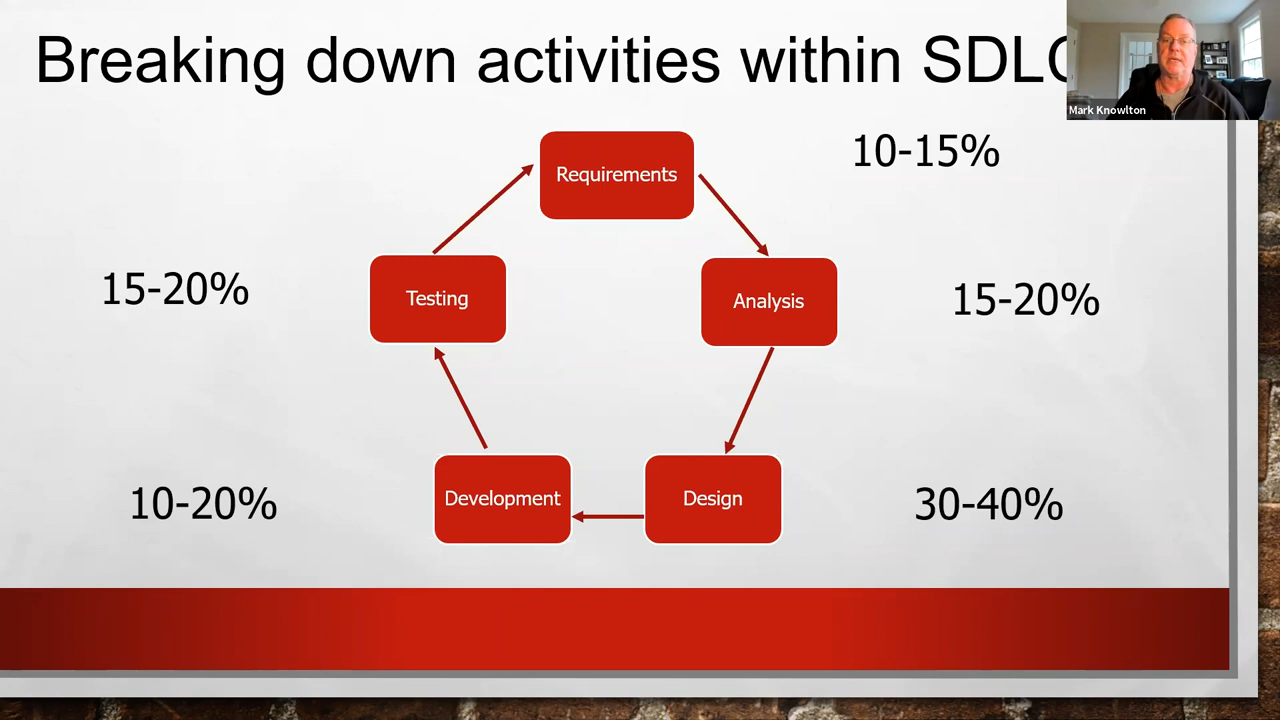 Breaking down activities within SDLC
Mark Knowlton
Requirements
10-15%
15-20%
Testing
Analysis
15-20%
10-20%
Development
Design
30-40%